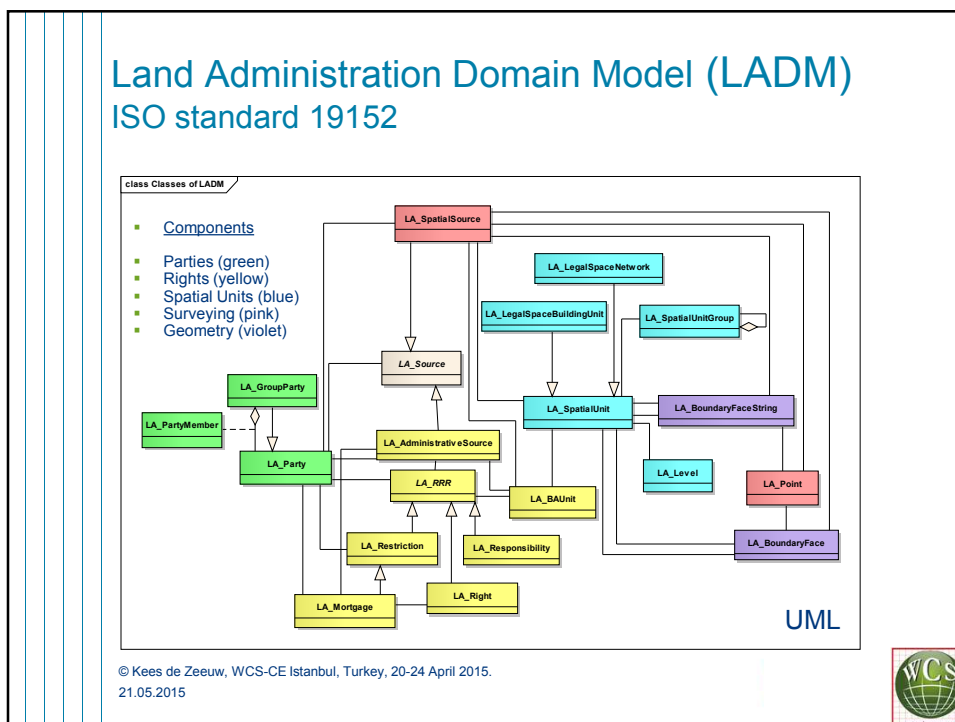 Land Administration Domain Model (LADM)
ISO standard 19152
class Classes of LADM
Components
Parties (green)
Rights (yellow)
Spatial Units (blue)
Surveying (pink)
Geometry (violet)
LA_SpatialSource
LA_LegalSpaceNetwork
LA_LegalSpaceBuildingUnit
LA_SpatialUnitGroup
LA_Source
LA_GroupParty
LA_SpatialUnit
LA_BoundaryFaceString
LA_PartyMember
LA_AdministrativeSource
LA_Party
LA_Level
LA_RRR
LA_Point
LA_BAUnit
LA_Restriction
LA_Responsibility
LA_BoundaryFace
LA_Mortgage
LA_Right
UML
© Kees de Zeeuw, WCS-CE Istanbul, Turkey, 20-24 April 2015.
21.05.2015
WCS